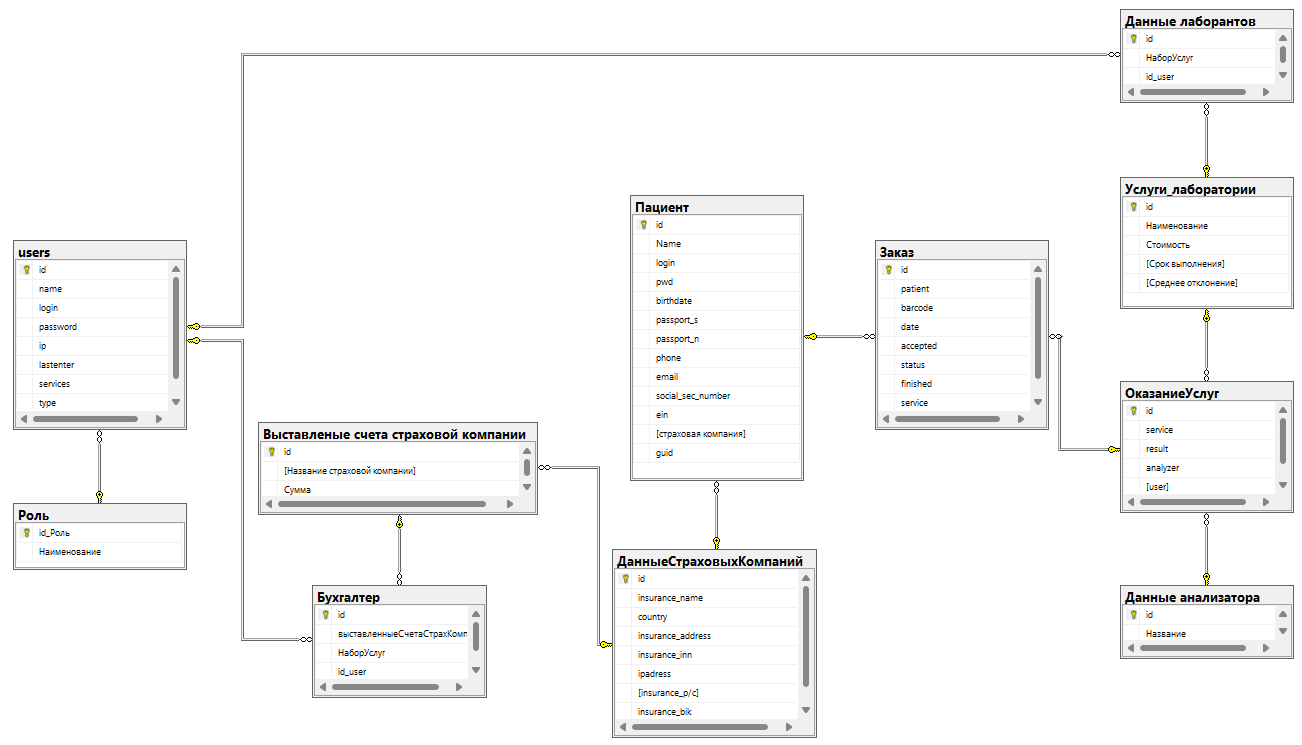 Данные лаборантов
id
НаборУслуг
id_user
Услуги_лаборатории
id
Наименование
Стоимость
[Срок выполнения]
[Среднее отклонение]
Пациент
id
Name
login
pwd
birthdate
passport_s
passport_n
phone
email
social_sec_number
ein
[страховая компания]
guid
users
id
name
login
password
ip
lastenter
services
type
Заказ
id
patient
barcode
date
accepted
status
finished
service
ОказаниеУслуг
id
service
result
analyzer
[user]
Выставленые счета страховой компании
id
[Название страховой компании]
Сумма
Роль
id_Роль
Наименование
ДанныеСтраховыхКомпаний
id
insurance_name
country
insurance_address
insurance_inn
ipadress
[insurance_p/c]
insurance_bik
Бухгалтер
id
выставленныеСчетаСтрахКомп
НаборУслуг
id_user
Данные анализатора
id
Название